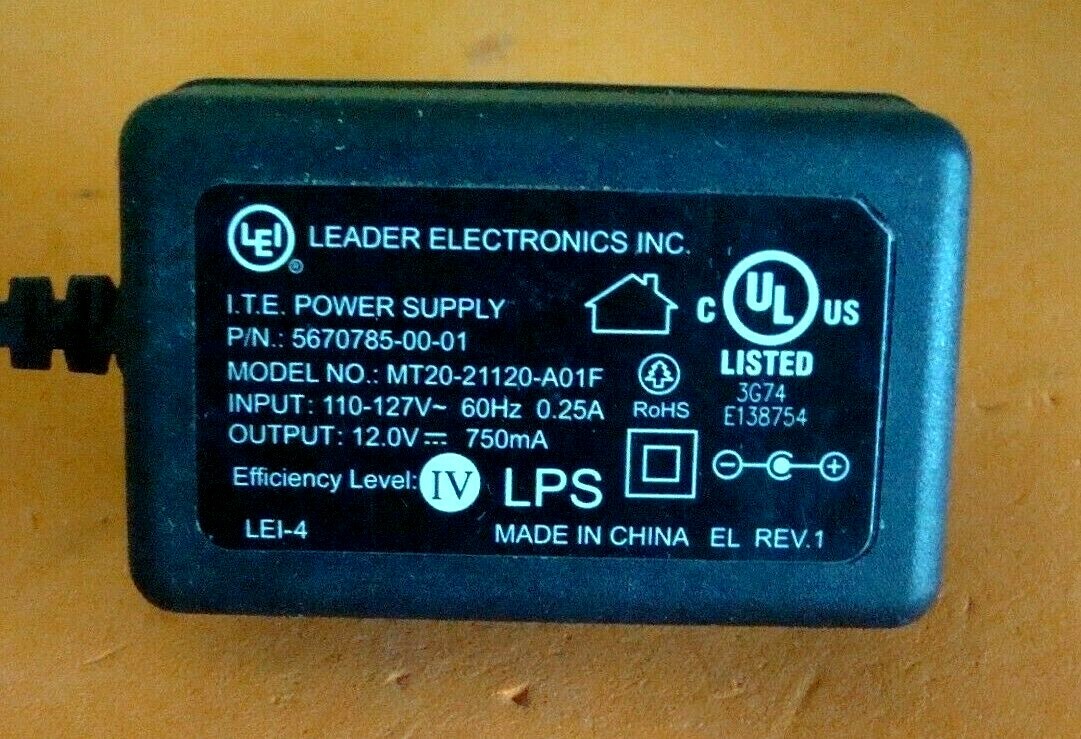 LEI ® LEADER ELECTRONICS INC.
I.T.E. POWER SUPPLY
P/N.: 5670785-00-01
MODEL NO.: MT20-21120-A01F
INPUT: 110-127V~ 60Hz 0.25A
OUTPUT: 12.0V⎓ 750mA
Efficiency Level: IV LPS
LEI-4
MADE IN CHINA EL REV.1
RoHS
C UL US
LISTED
3G74
E138754